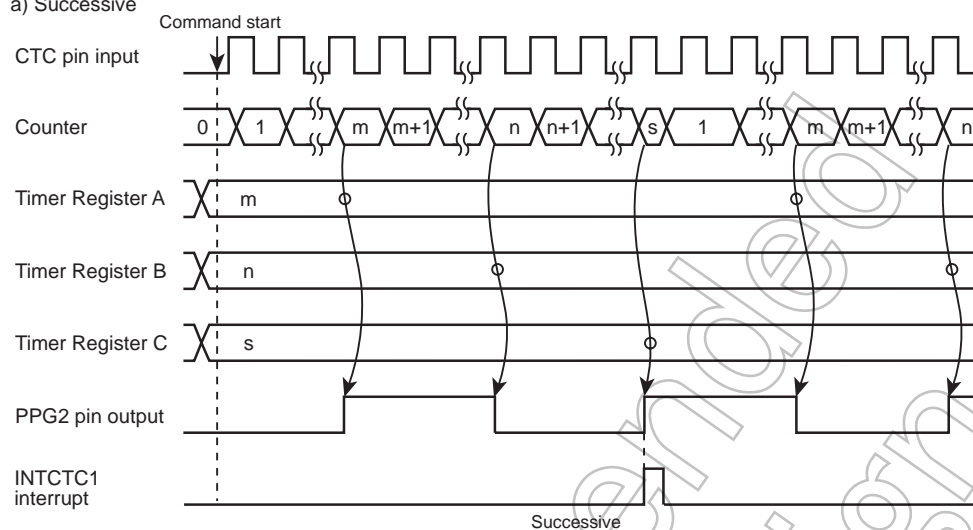 a) Successive
Command start
CTC pin input
Counter 0 1 m m+1 n n+1 s 1 m m+1 n
Timer Register A m
Timer Register B n
Timer Register C s
PPG2 pin output
INTCTC1
interrupt
Successive